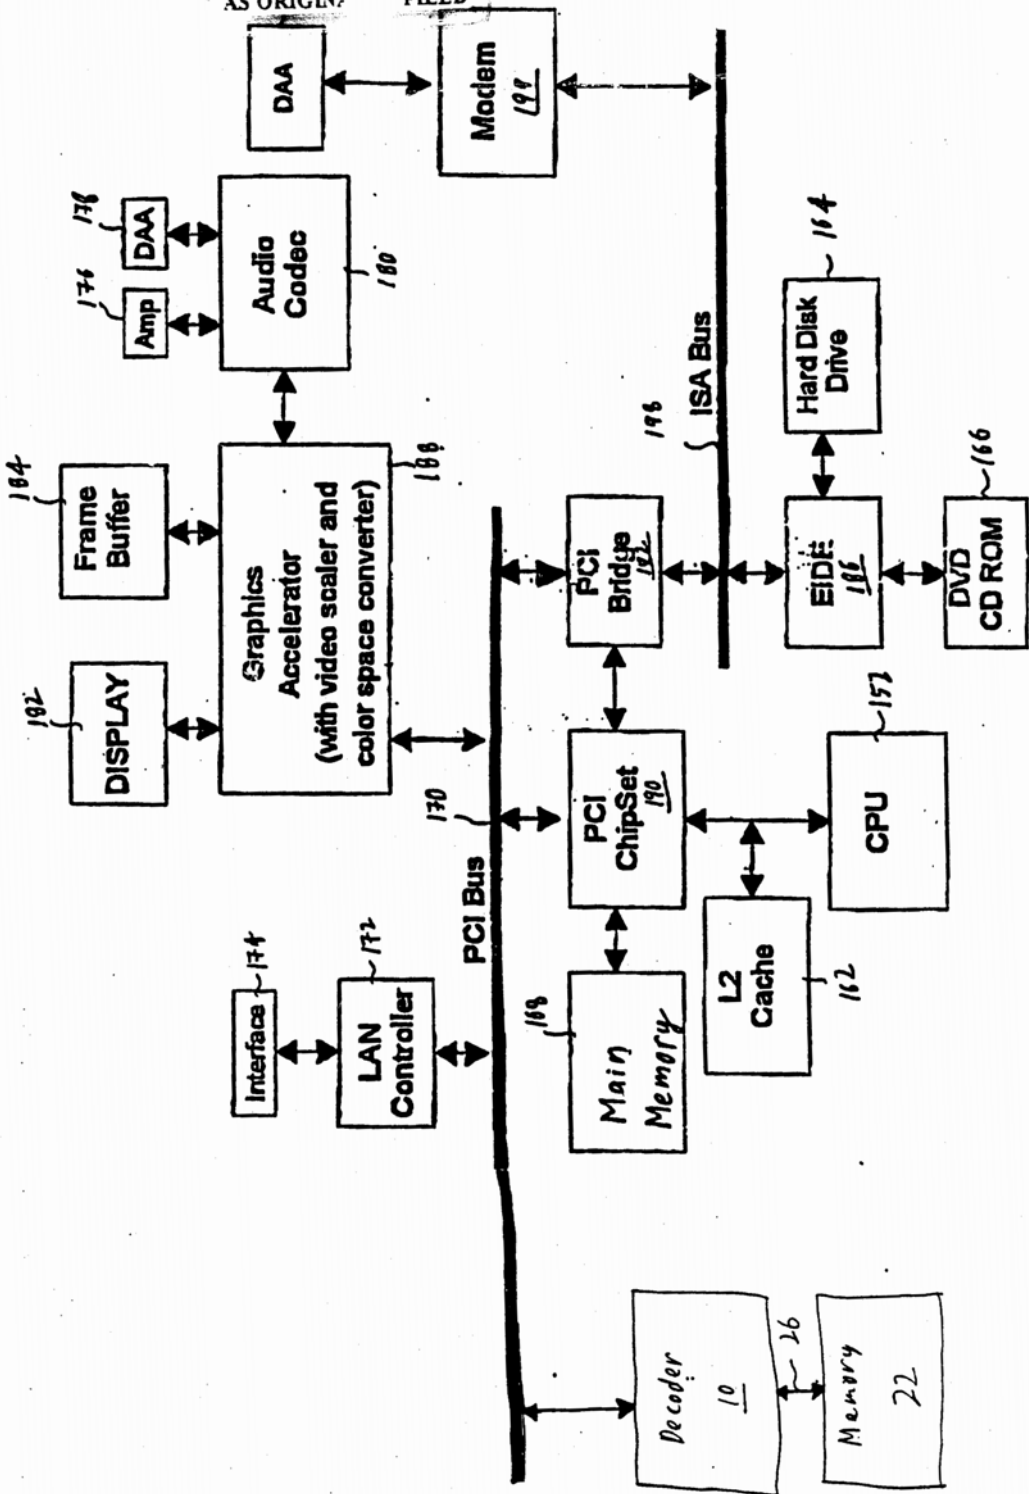 AS ORIGINA
FILED
DAA
Modem
199
178
DAA
176
Amp
Audio
Codec
180
184
Frame
Buffer
182
DISPLAY
Graphics
Accelerator
(with video scaler and
color space converter)
188
170
PCI Bus
Interface
174
LAN
Controller
172
198
ISA Bus
PCI
Bridge
192
PCI
ChipSet
190
168
Main
Memory
L2
Cache
162
CPU
152
EIDE
186
Hard Disk
Drive
164
DVD
CD ROM
166
Decoder
10
26
Memory
22